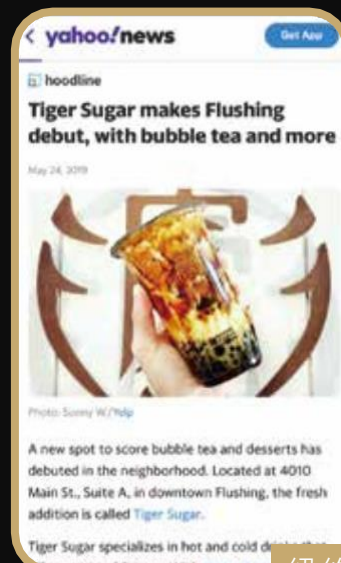 < yahoo!news
Get App
hoodline
Tiger Sugar makes Flushing
debut, with bubble tea and more
May 24, 2019
Photo: Sunny W./Yelp
A new spot to score bubble tea and desserts has
debuted in the neighborhood. Located at 4010
Main St., Suite A, in downtown Flushing, the fresh
addition is called Tiger Sugar.
Tiger Sugar specializes in hot and cold